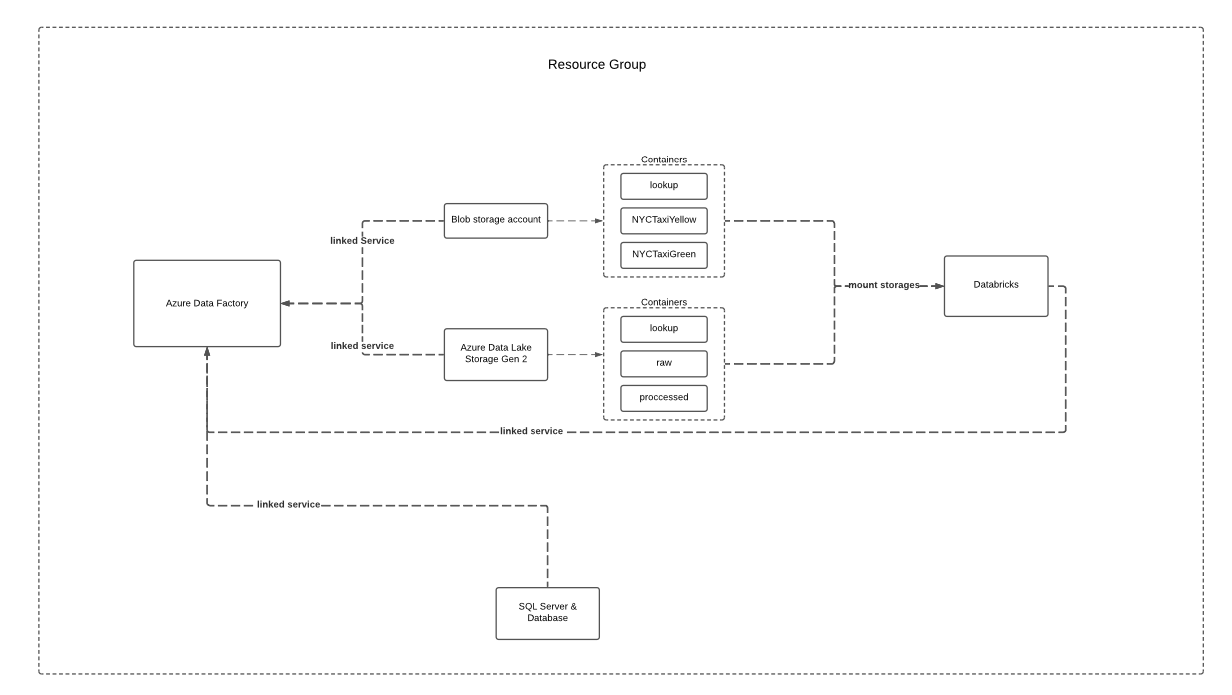 Resource Group
Containers
lookup
Blob storage account
NYCTaxiYellow
linked Service
NYCTaxiGreen
mount storages
Databricks
Azure Data Factory
Containers
lookup
linked service
Azure Data Lake
Storage Gen 2
raw
proccessed
linked service
linked service
SQL Server &
Database